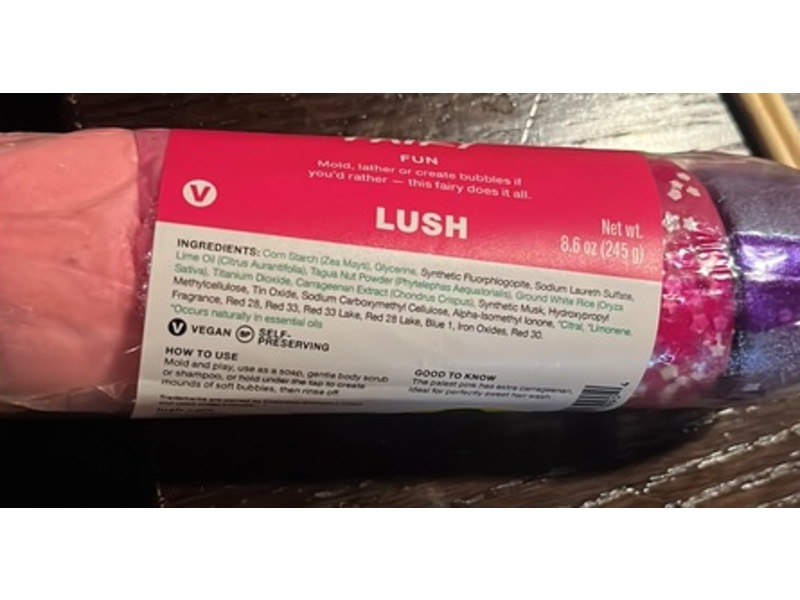 FAIRY
FUN
Mold, lather or create bubbles if
you'd rather — this fairy does it all.
V
LUSH
Net wt.
8.6 oz (245 g)
INGREDIENTS: Corn Starch (Zea Mays), Glycerine, Synthetic Fluorphlogopite, Sodium Laureth Sulfate,
Lime Oil (Citrus Aurantifolia), Tagua Nut Powder (Phytelephas Aequatorialis), Ground White Rice (Oryza
Sativa), Titanium Dioxide, Carrageenan Extract (Chondrus Crispus), Synthetic Musk, Hydroxypropyl
Methylcellulose, Tin Oxide, Sodium Carboxymethyl Cellulose, Alpha-Isomethyl Ionone, *Citral, *Limonene,
Fragrance, Red 28, Red 33, Red 33 Lake, Red 28 Lake, Blue 1, Iron Oxides, Red 30.
*Occurs naturally in essential oils
V VEGAN SP SELF-
PRESERVING
HOW TO USE
Mold and play, use as a soap, gentle body scrub
or shampoo, or hold under the tap to create
mounds of soft bubbles, then rinse off
GOOD TO KNOW
The palest pink has extra carrageenan,
ideal for perfectly sweet hair wash.